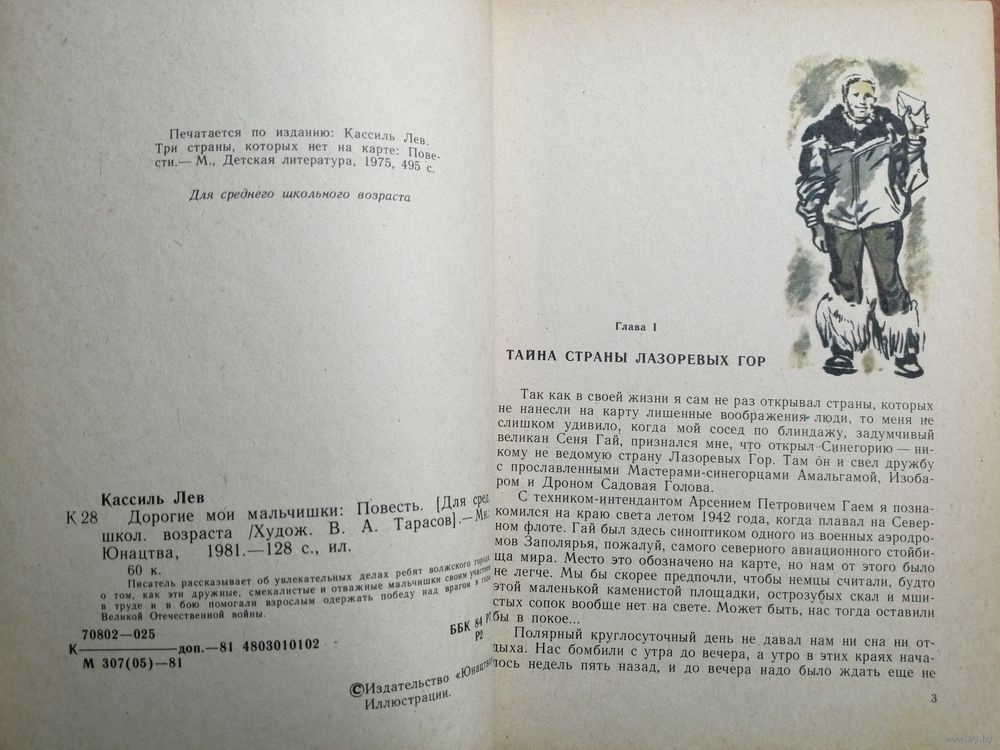 Печатается по изданию: Кассиль Лев.
Три страны, которых нет на карте: Пове-
сти.— М., Детская литература, 1975, 495 с.
Для среднего школьного возраста
Кассиль Лев
К 28 Дорогие мои мальчишки: Повесть. [Для сред.
школ. возраста /Худож. В. А. Тарасов].— Мн.:
Юнацтва, 1981.—128 с., ил.
60 к.
Писатель рассказывает об увлекательных делах ребят волжского города,
о том, как эти дружные, смекалистые и отважные мальчишки своим участием
в труде и в бою помогали взрослым одержать победу над врагом в годы
Великой Отечественной войны.
70802—025
К————доп.—81 4803010102
М 307(05)—81
ББК 84
Р2
©Издательство «Юнацтва»
Иллюстрации.
Глава I
ТАЙНА СТРАНЫ ЛАЗОРЕВЫХ ГОР
Так как в своей жизни я сам не раз открывал страны, которых
не нанесли на карту лишенные воображения люди, то меня не
слишком удивило, когда мой сосед по блиндажу, задумчивый
великан Сеня Гай, признался мне, что открыл Синегорию — ни-
кому не ведомую страну Лазоревых Гор. Там он и свел дружбу
с прославленными Мастерами-синегорцами Амальгамой, Изоба-
ром и Дроном Садовая Голова.
С техником-интендантом Арсением Петровичем Гаем я позна-
комился на краю света летом 1942 года, когда плавал на Север-
ном флоте. Гай был здесь синоптиком одного из военных аэродро-
мов Заполярья, пожалуй, самого северного авиационного стойби-
ща мира. Место это обозначено на карте, но нам от этого было
не легче. Мы бы скорее предпочли, чтобы немцы считали, будто
этой маленькой каменистой площадки, острозубых скал и мши-
стых сопок вообще нет на свете. Может быть, нас тогда оставили
бы в покое...
Полярный круглосуточный день не давал нам ни сна ни от-
дыха. Нас бомбили с утра до вечера, а утро в этих краях нача-
лось недель пять назад, и до вечера надо было ждать еще не
3
www.ay.by